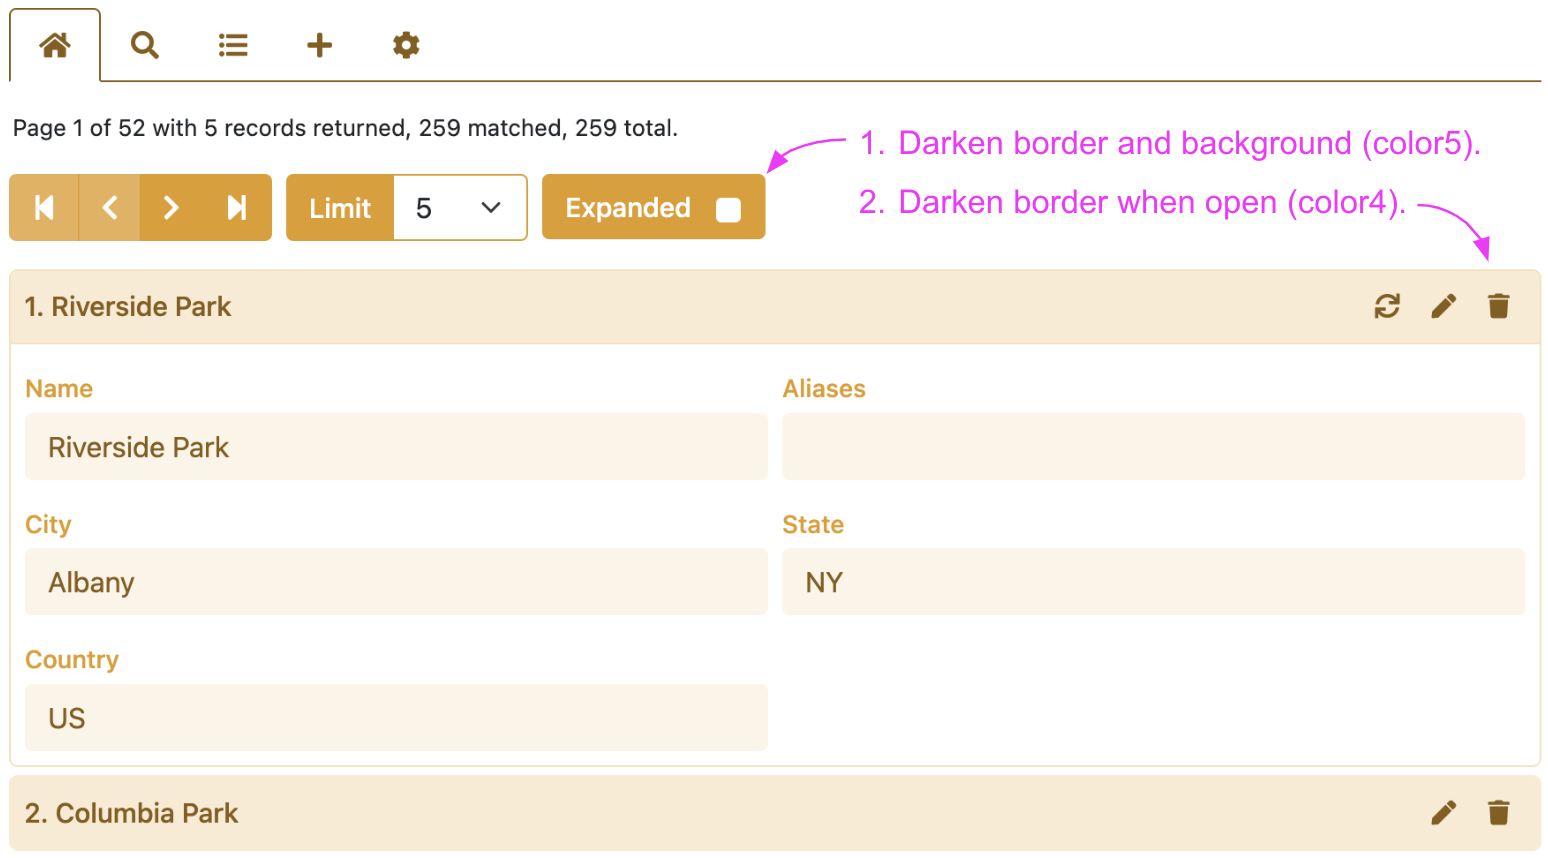 Page 1 of 52 with 5 records returned, 259 matched, 259 total.
1. Darken border and background (color5).
2. Darken border when open (color4).
Limit 5 Expanded
1. Riverside Park
Name Aliases
Riverside Park
City State
Albany NY
Country
US
2. Columbia Park